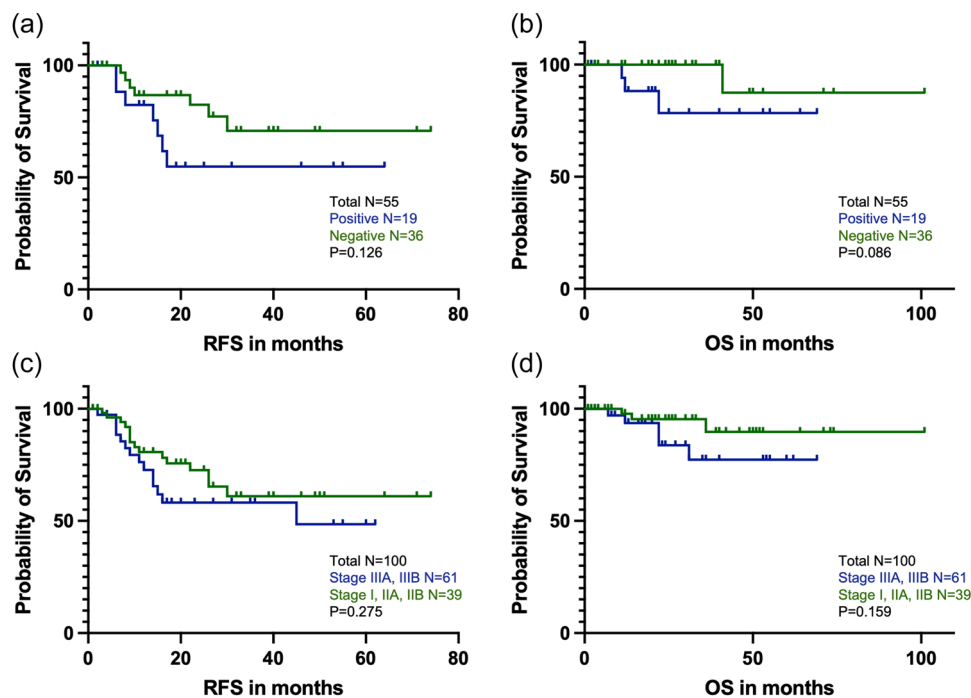 (a)
Probability of Survival
100
50
0
0 20 40 60 80
RFS in months
Total N=55
Positive N=19
Negative N=36
P=0.126
(b)
Probability of Survival
100
50
0
0 50 100
OS in months
Total N=55
Positive N=19
Negative N=36
P=0.086
(c)
Probability of Survival
100
50
0
0 20 40 60 80
RFS in months
Total N=100
Stage IIIA, IIIB N=61
Stage I, IIA, IIB N=39
P=0.275
(d)
Probability of Survival
100
50
0
0 50 100
OS in months
Total N=100
Stage IIIA, IIIB N=61
Stage I, IIA, IIB N=39
P=0.159